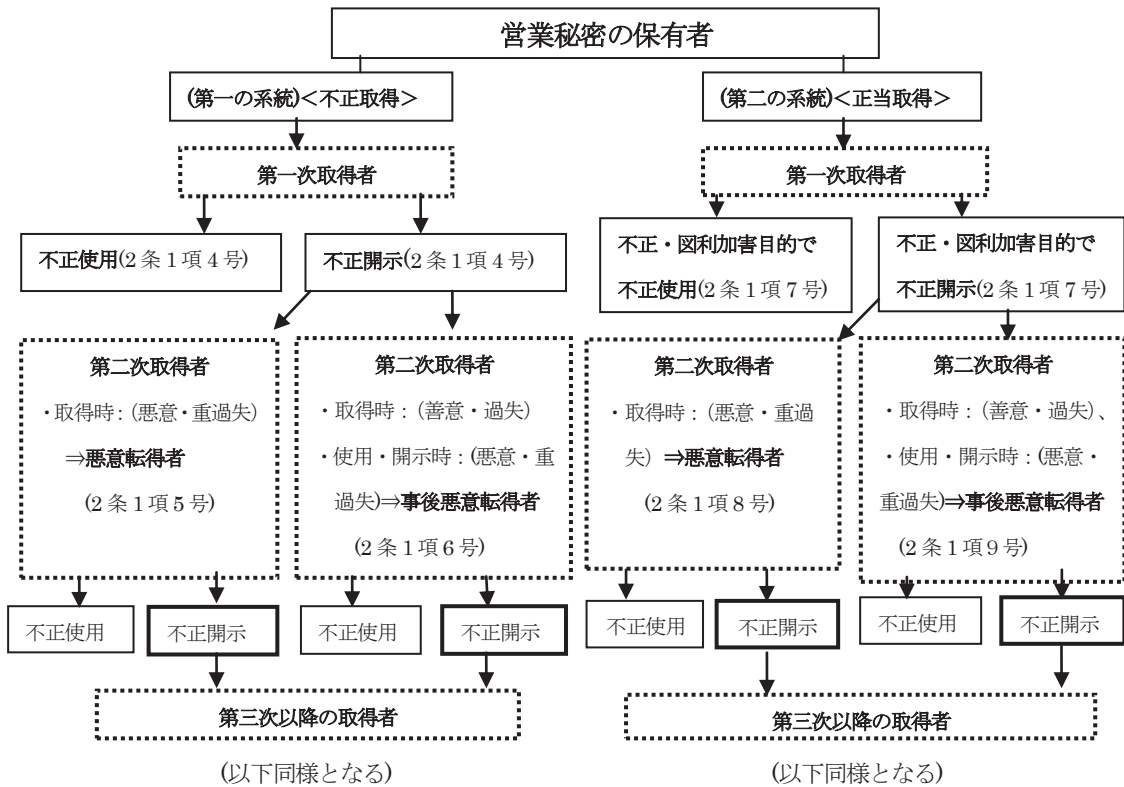 営業秘密の保有者
(第一の系統)<不正取得>
第一次取得者
不正使用(2条1項4号)
不正開示(2条1項4号)
第二次取得者
・取得時：(悪意・重過失)
⇒悪意転得者
(2条1項5号)
第二次取得者
・取得時：(善意・過失)
・使用・開示時：(悪意・重
過失)⇒事後悪意転得者
(2条1項6号)
不正使用
不正開示
不正使用
不正開示
第三次以降の取得者
(以下同様となる)
(第二の系統)<正当取得>
第一次取得者
不正・図利加害目的で
不正使用(2条1項7号)
不正・図利加害目的で
不正開示(2条1項7号)
第二次取得者
・取得時：(悪意・重過
失) ⇒悪意転得者
(2条1項8号)
第二次取得者
・取得時：(善意・過失)、
・使用・開示時：(悪意・
重過失)⇒事後悪意転得者
(2条1項9号)
不正使用
不正開示
不正使用
不正開示
第三次以降の取得者
(以下同様となる)